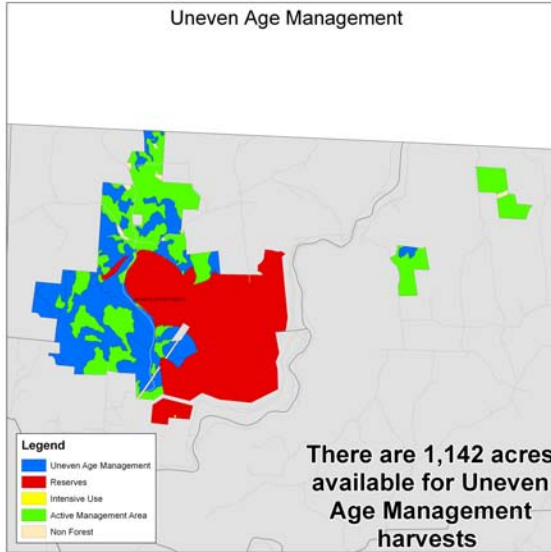 Uneven Age Management
Legend
Uneven Age Management
Reserves
Intensive Use
Active Management Area
Non Forest
There are 1,142 acres
available for Uneven
Age Management
harvests